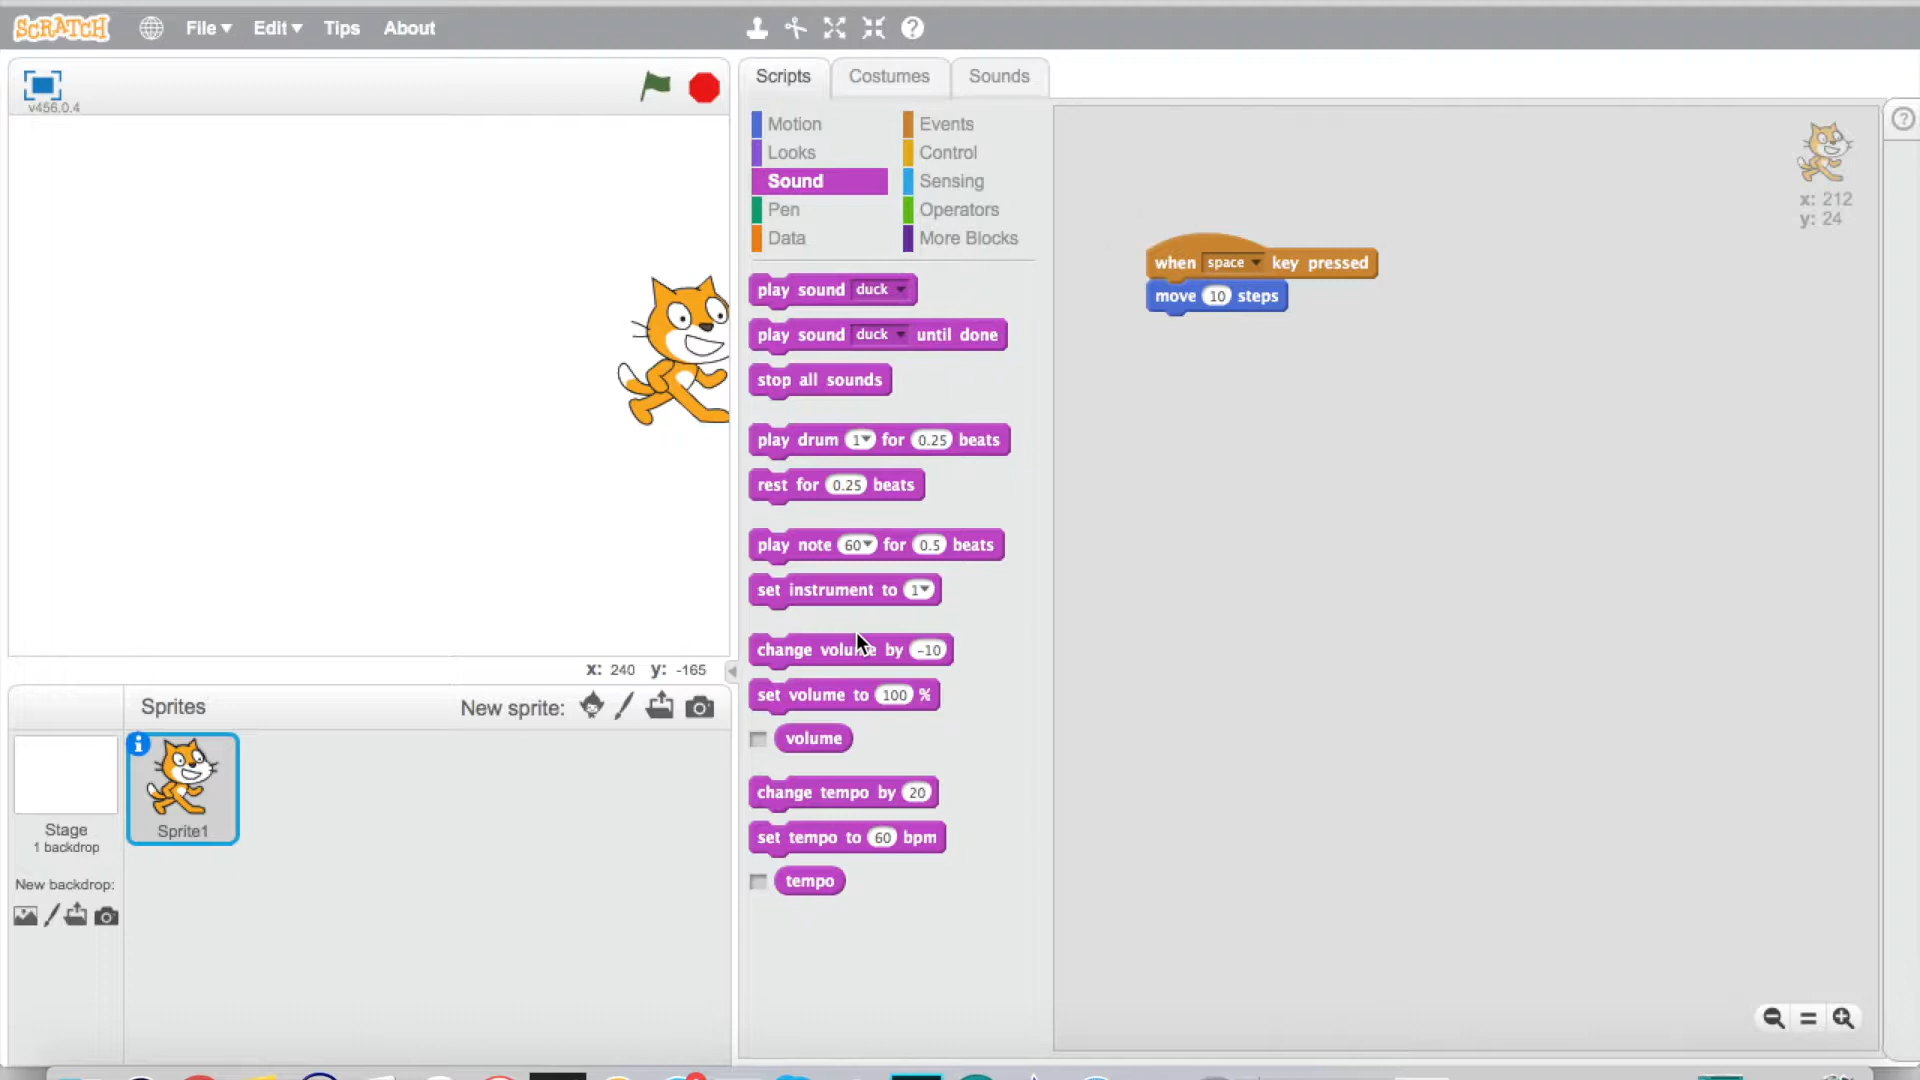 SCRATCH File Edit Tips About
v456.0.4
Scripts Costumes Sounds
Motion Events
Looks Control
Sound Sensing
Pen Operators
Data More Blocks
play sound duck
play sound duck until done
stop all sounds
play drum 1 for 0.25 beats
rest for 0.25 beats
play note 60 for 0.5 beats
set instrument to 1
change volume by -10
set volume to 100 %
volume
change tempo by 20
set tempo to 60 bpm
tempo
when space key pressed
move 10 steps
x: 212
y: 24
x: 240 y: -165
Sprites New sprite:
Sprite1
Stage
1 backdrop
New backdrop: